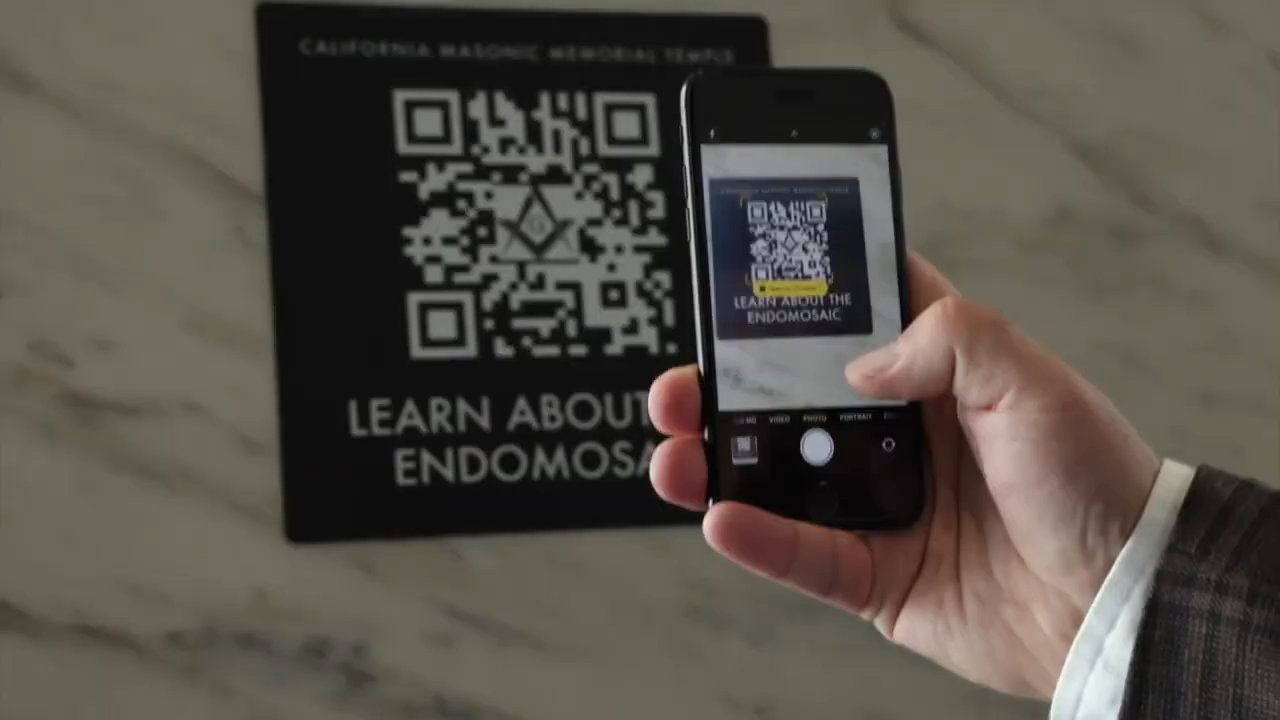 CALIFORNIA MASONIC MEMORIAL TEMPLE
G
LEARN ABOUT
ENDOMOSA
LEARN ABOUT THE
ENDOMOSAIC
VIDEO PHOTO PORTRAIT